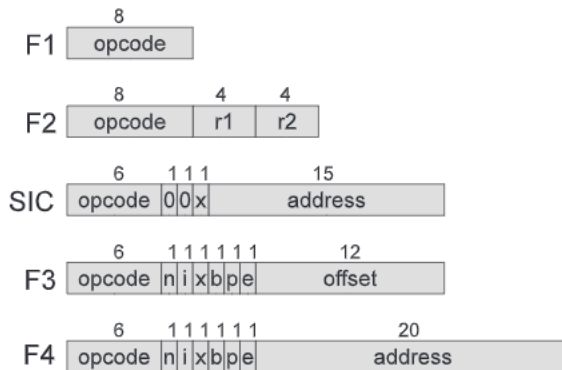 8
F1 opcode
8 4 4
F2 opcode r1 r2
6 1 1 1 15
SIC opcode 0 0 x address
6 1 1 1 1 1 1 12
F3 opcode n i x b p e offset
6 1 1 1 1 1 1 20
F4 opcode n i x b p e address